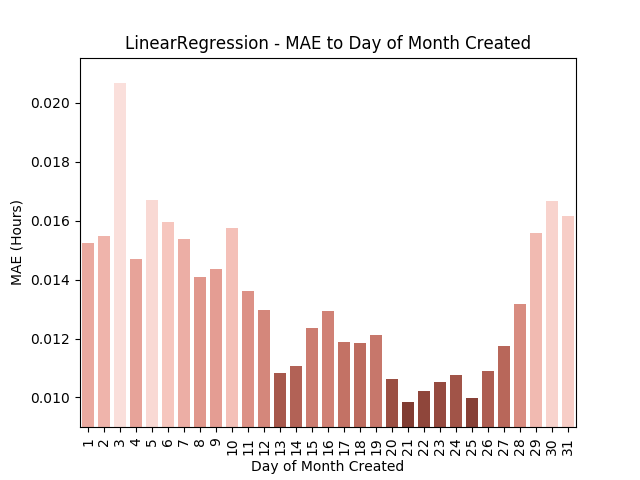 LinearRegression - MAE to Day of Month Created
MAE (Hours)
0.020
0.018
0.016
0.014
0.012
0.010
1 2 3 4 5 6 7 8 9 10 11 12 13 14 15 16 17 18 19 20 21 22 23 24 25 26 27 28 29 30 31
Day of Month Created